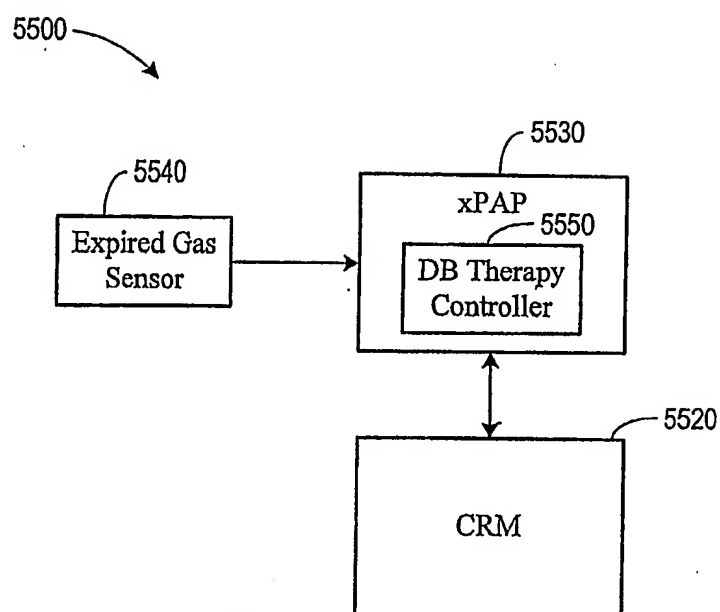 5500
5530
5540
xPAP
Expired Gas
Sensor
5550
DB Therapy
Controller
5520
CRM